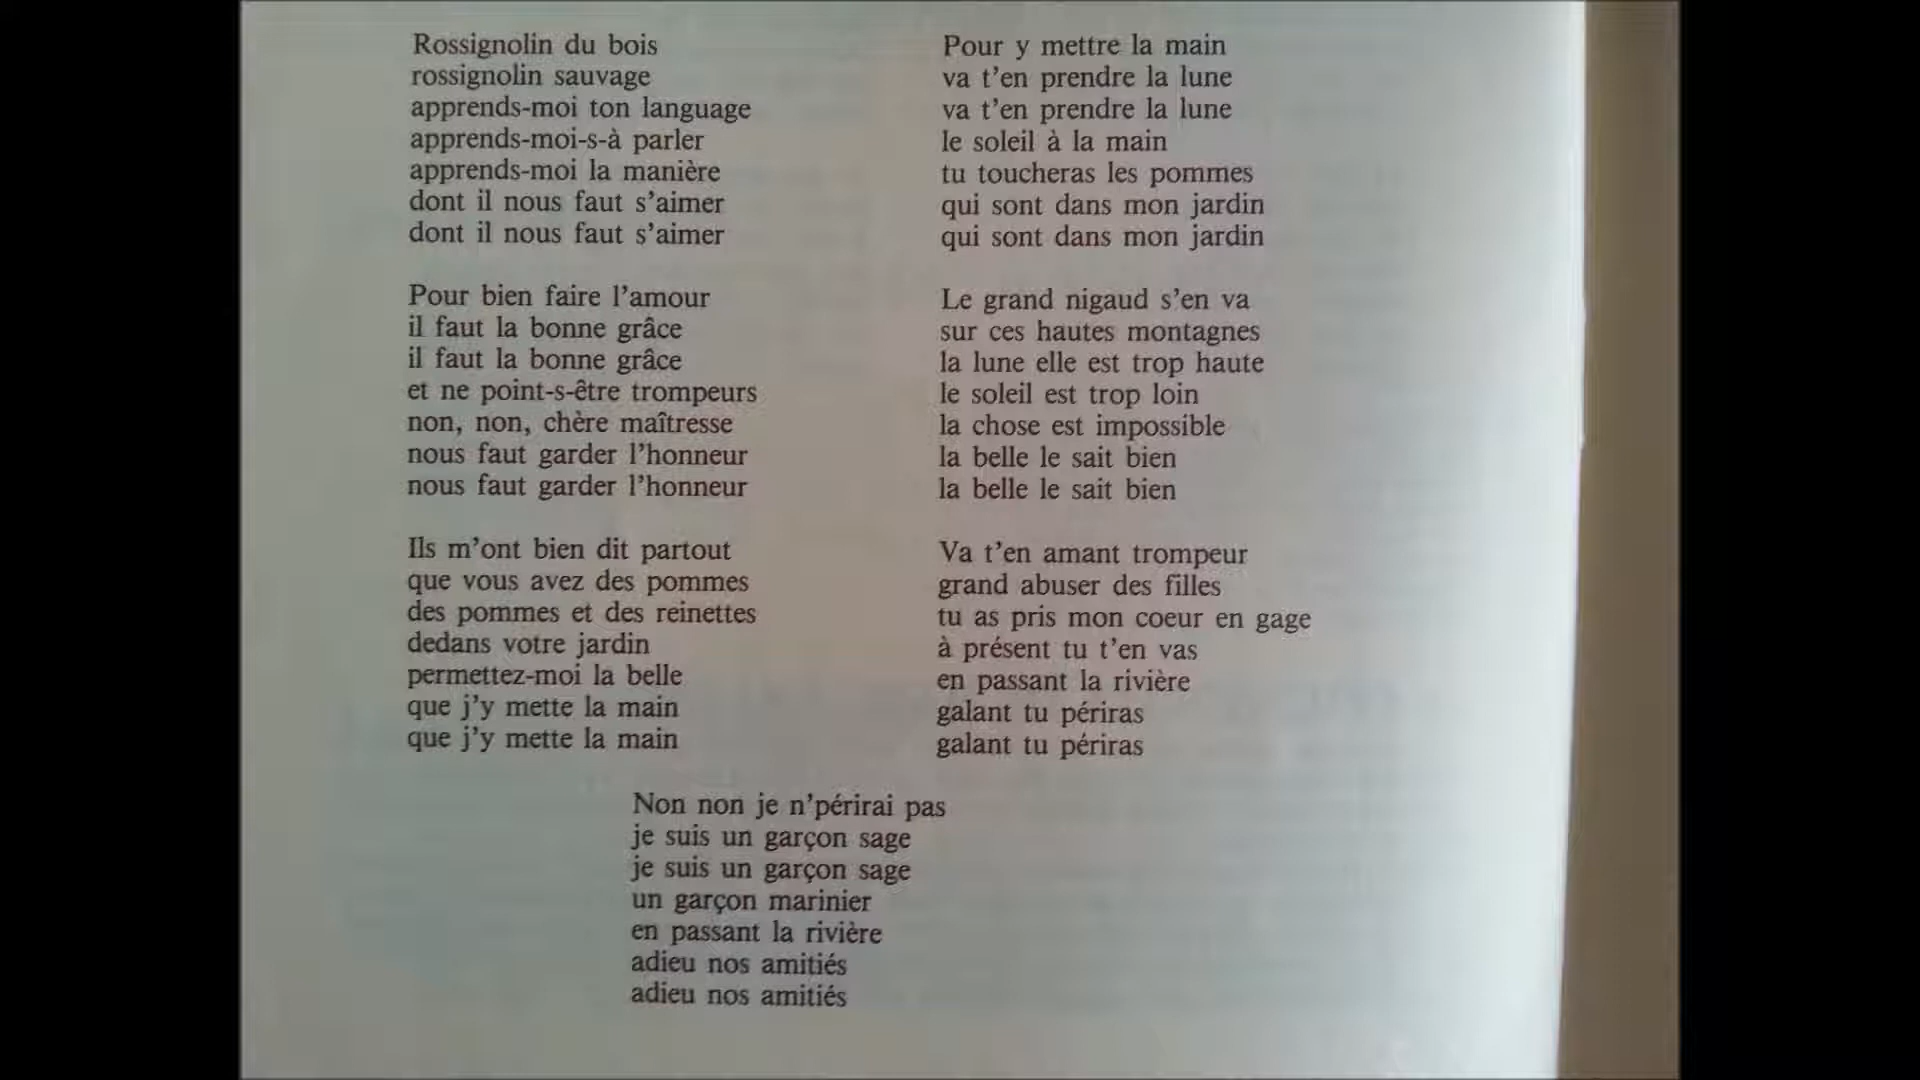 Rossignolin du bois
rossignolin sauvage
apprends-moi ton language
apprends-moi-s-à parler
apprends-moi la manière
dont il nous faut s'aimer
dont il nous faut s'aimer
Pour bien faire l'amour
il faut la bonne grâce
il faut la bonne grâce
et ne point-s-être trompeurs
non, non, chère maîtresse
nous faut garder l'honneur
nous faut garder l'honneur
Ils m'ont bien dit partout
que vous avez des pommes
des pommes et des reinettes
dedans votre jardin
permettez-moi la belle
que j'y mette la main
que j'y mette la main
Pour y mettre la main
va t'en prendre la lune
va t'en prendre la lune
le soleil à la main
tu toucheras les pommes
qui sont dans mon jardin
qui sont dans mon jardin
Le grand nigaud s'en va
sur ces hautes montagnes
la lune elle est trop haute
le soleil est trop loin
la chose est impossible
la belle le sait bien
la belle le sait bien
Va t'en amant trompeur
grand abuser des filles
tu as pris mon coeur en gage
à présent tu t'en vas
en passant la rivière
galant tu périras
galant tu périras
Non non je n'périrai pas
je suis un garçon sage
je suis un garçon sage
un garçon marinier
en passant la rivière
adieu nos amitiés
adieu nos amitiés